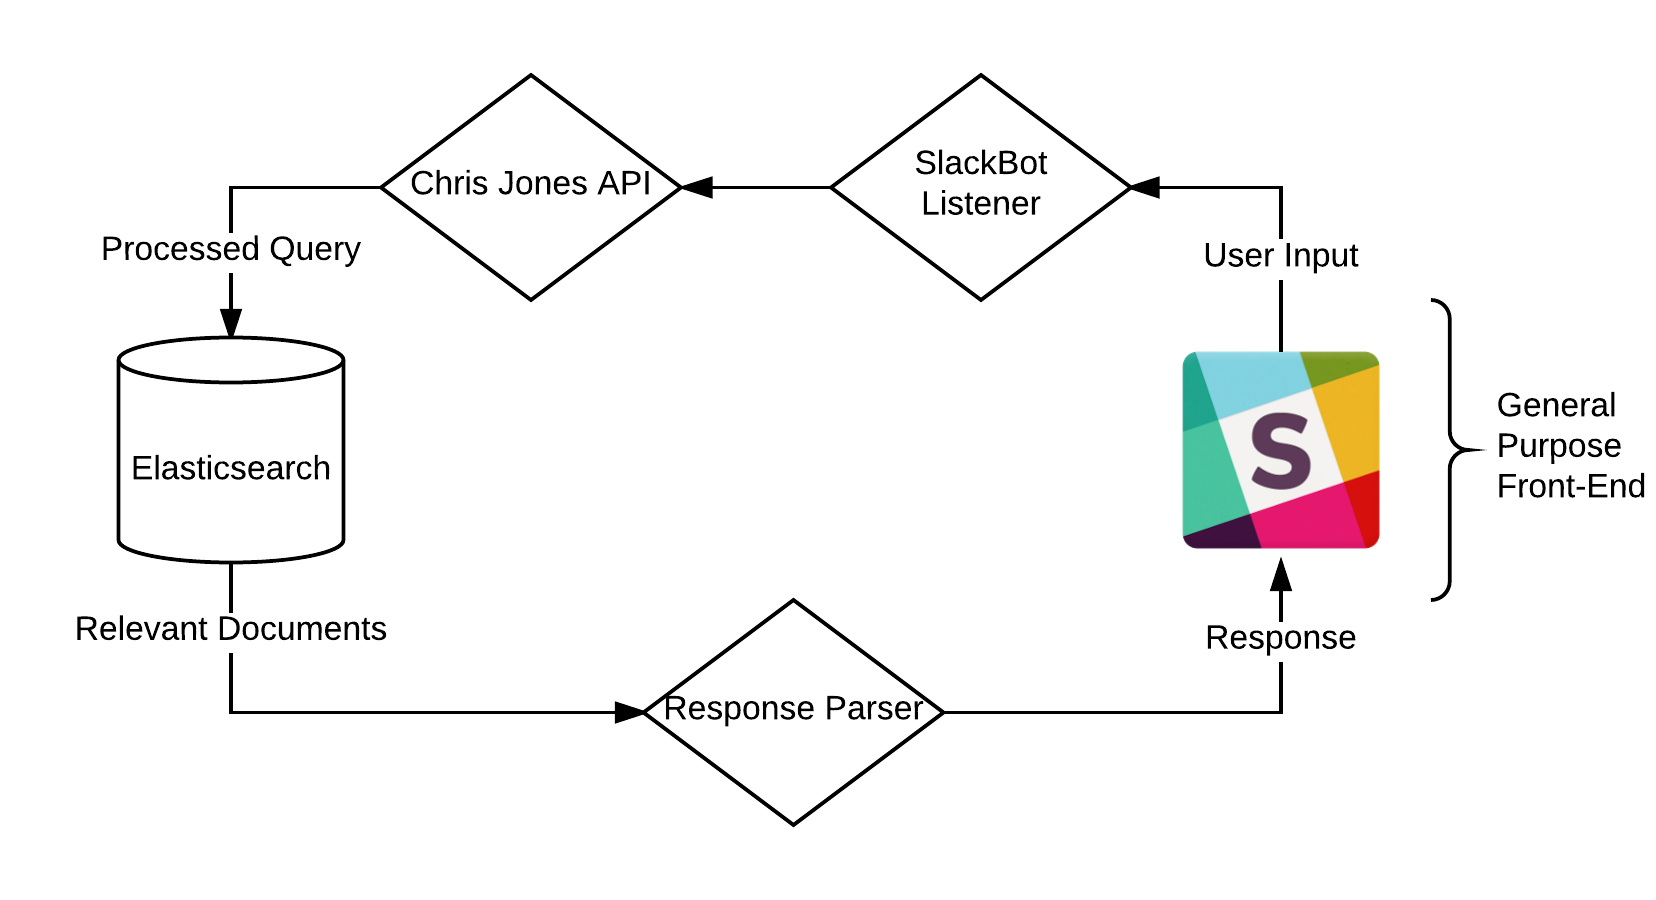 Chris Jones API
SlackBot
Listener
Processed Query
User Input
Elasticsearch
S
General
Purpose
Front-End
Relevant Documents
Response
Response Parser